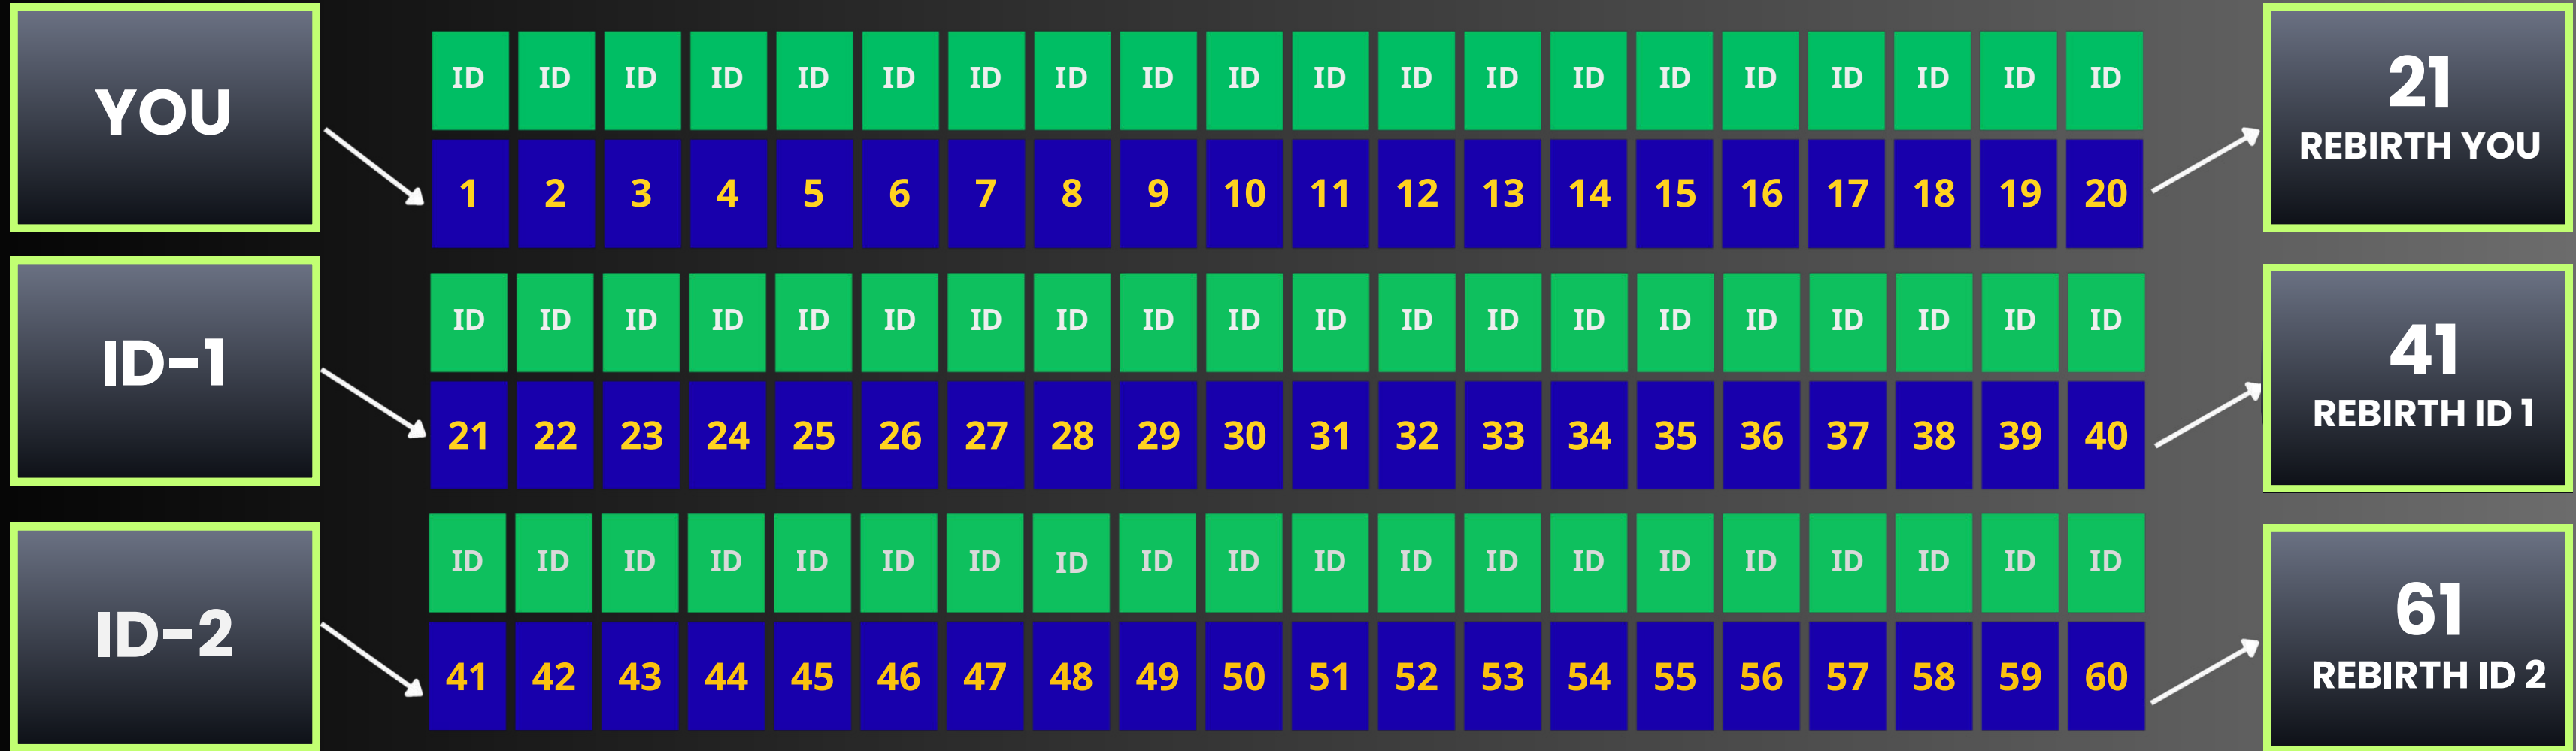 YOU
ID ID ID ID ID ID ID ID ID ID ID ID ID ID ID ID ID ID ID ID
1 2 3 4 5 6 7 8 9 10 11 12 13 14 15 16 17 18 19 20
21
REBIRTH YOU
ID-1
ID ID ID ID ID ID ID ID ID ID ID ID ID ID ID ID ID ID ID ID
21 22 23 24 25 26 27 28 29 30 31 32 33 34 35 36 37 38 39 40
41
REBIRTH ID 1
ID-2
ID ID ID ID ID ID ID ID ID ID ID ID ID ID ID ID ID ID ID ID
41 42 43 44 45 46 47 48 49 50 51 52 53 54 55 56 57 58 59 60
61
REBIRTH ID 2